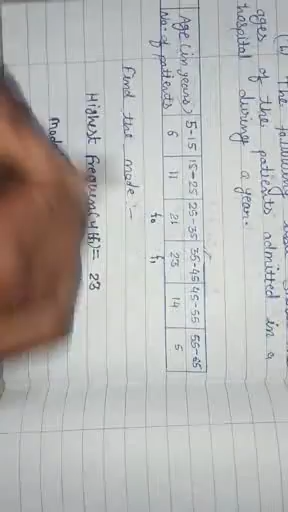 (b) The following
ages of the patients admitted in a
hospital during a year.
Age (in years) 5-15 15-25 25-35 35-45 45-55 55-65
No. of patients 6 11 21 23 14 5
f₀ f₁
Find the mode :-
Highest frequency (f₁) = 23